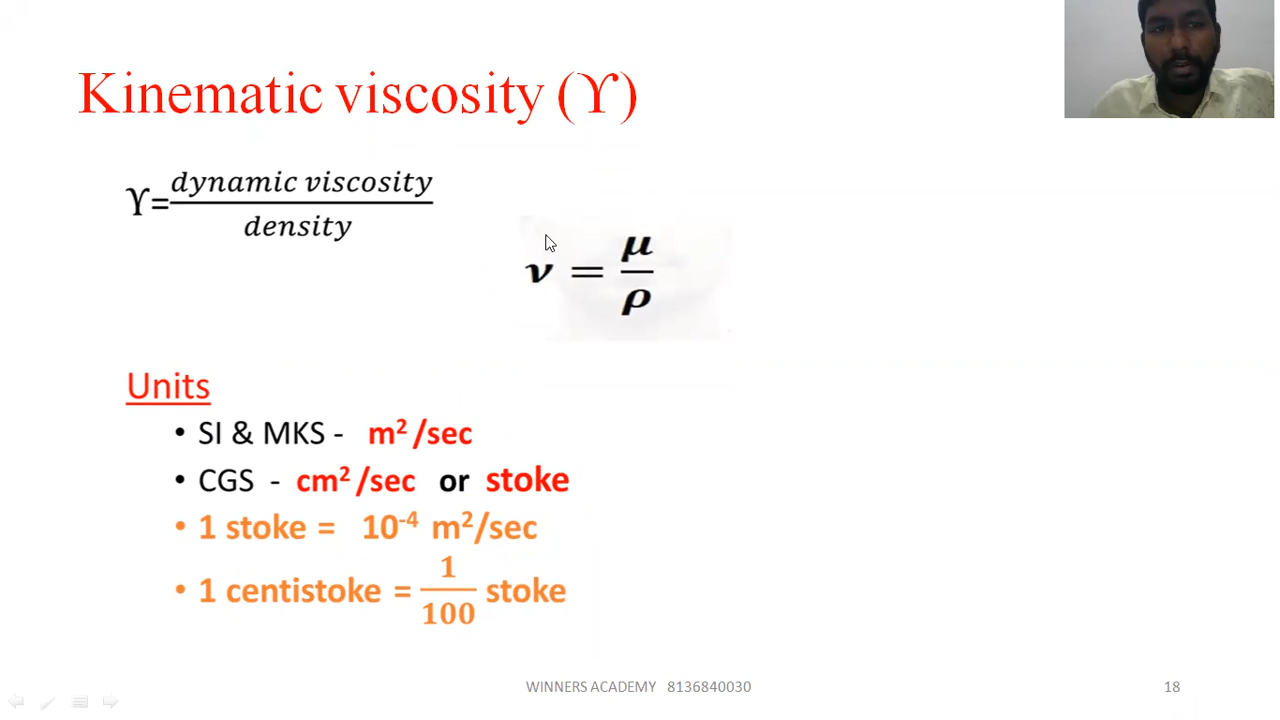 Kinematic viscosity (ϒ)
ϒ=dynamic viscosity/density
ν = μ/ρ
Units
• SI & MKS - m²/sec
• CGS - cm²/sec or stoke
• 1 stoke = 10⁻⁴ m²/sec
• 1 centistoke = 1/100 stoke
WINNERS ACADEMY 8136840030
18